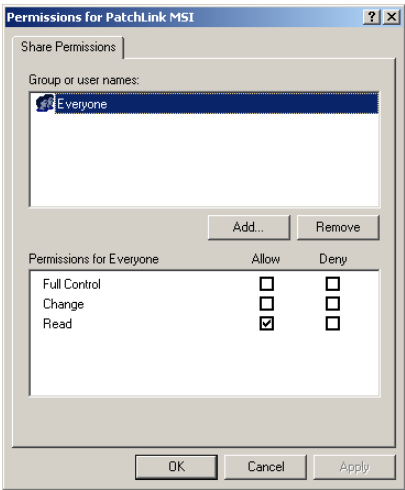 Permissions for PatchLink MSI
Share Permissions
Group or user names:
Everyone
Add... Remove
Permissions for Everyone Allow Deny
Full Control
Change
Read
OK Cancel Apply